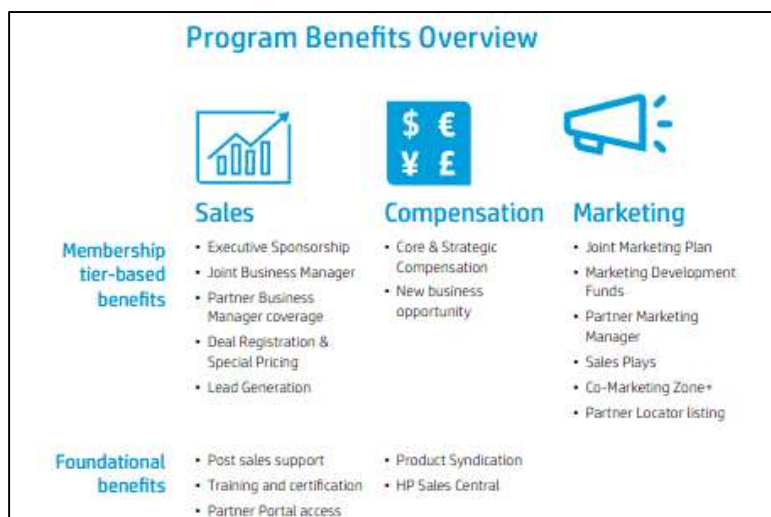 Program Benefits Overview
$ €
¥ £
Sales
Compensation
Marketing
Membership
tier-based
benefits
• Executive Sponsorship
• Joint Business Manager
• Partner Business
Manager coverage
• Deal Registration &
Special Pricing
• Lead Generation
• Core & Strategic
Compensation
• New business
opportunity
• Joint Marketing Plan
• Marketing Development
Funds
• Partner Marketing
Manager
• Sales Plays
• Co-Marketing Zone+
• Partner Locator listing
Foundational
benefits
• Post sales support
• Training and certification
• Partner Portal access
• Product Syndication
• HP Sales Central